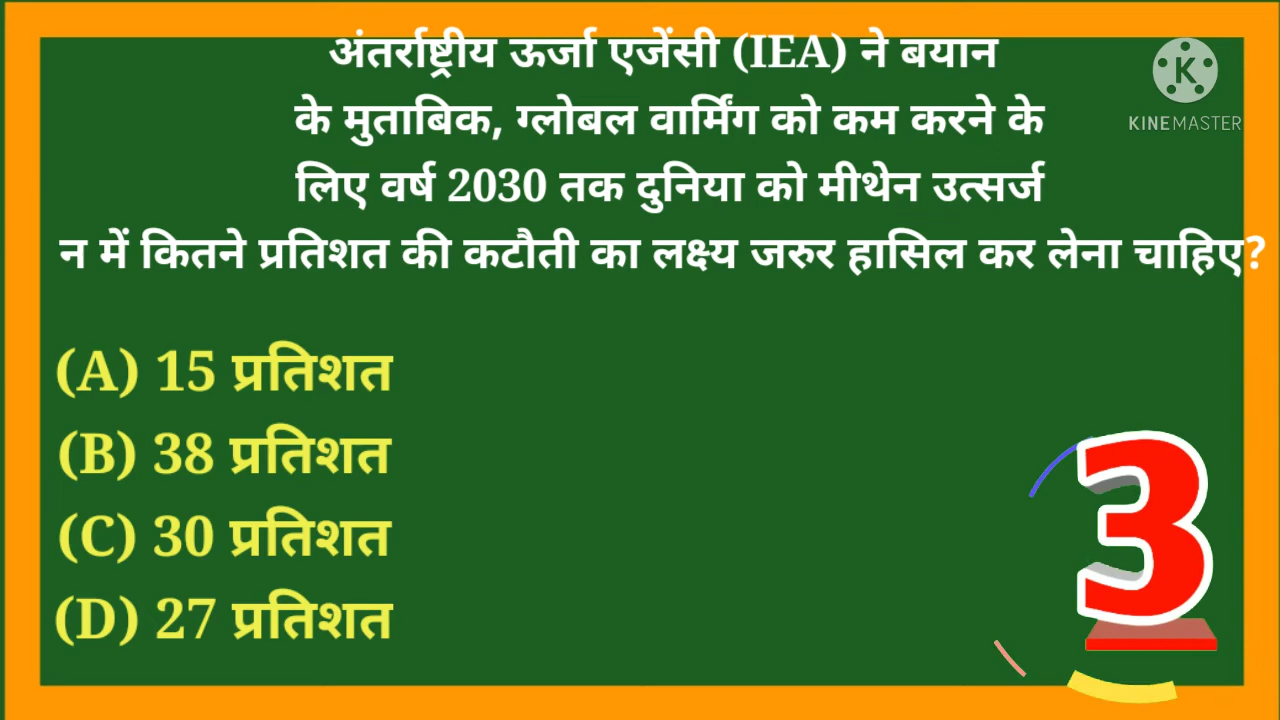 अंतर्राष्ट्रीय ऊर्जा एजेंसी (IEA) ने बयान
के मुताबिक, ग्लोबल वार्मिंग को कम करने के
लिए वर्ष 2030 तक दुनिया को मीथेन उत्सर्ज
न में कितने प्रतिशत की कटौती का लक्ष्य जरुर हासिल कर लेना चाहिए?
K
KINEMASTER
(A) 15 प्रतिशत
(B) 38 प्रतिशत
(C) 30 प्रतिशत
(D) 27 प्रतिशत
3